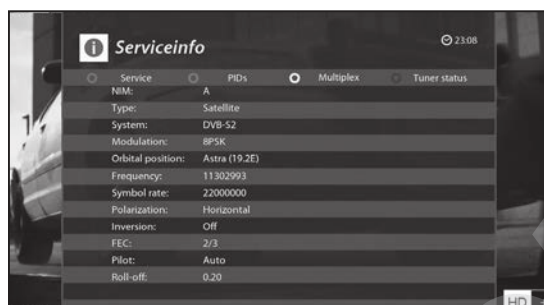 Serviceinfo
23:08
Service PIDs Multiplex Tuner status
NIM: A
Type: Satellite
System: DVB-S2
Modulation: 8PSK
Orbital position: Astra (19.2E)
Frequency: 11302993
Symbol rate: 22000000
Polarization: Horizontal
Inversion: Off
FEC: 2/3
Pilot: Auto
Roll-off: 0.20
HD